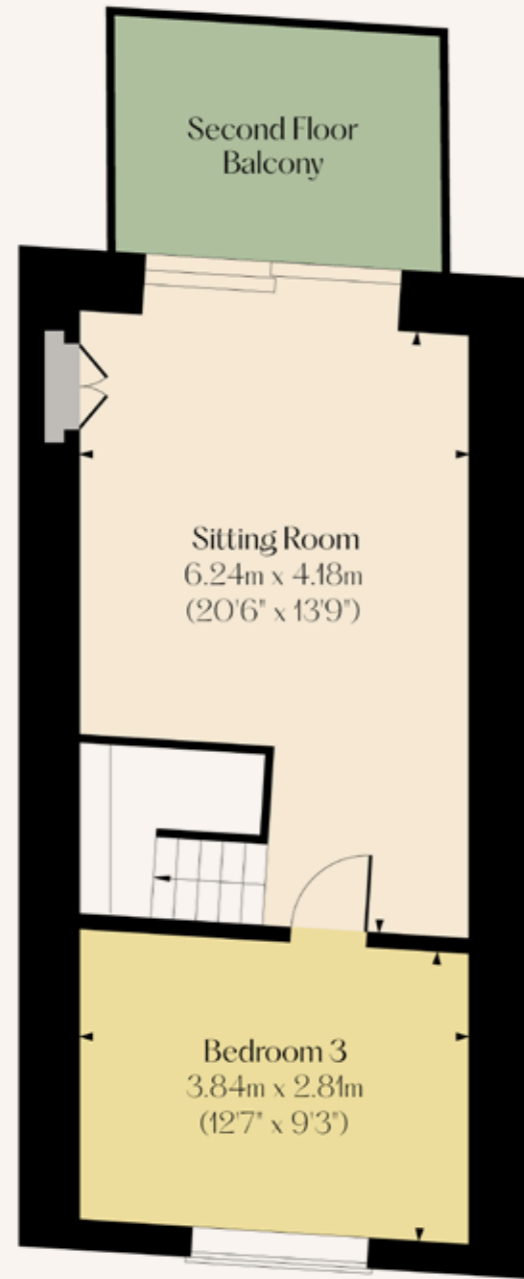 Second Floor
Balcony
Sitting Room
6.24m x 4.18m
(20'6" x 13'9")
Bedroom 3
3.84m x 2.81m
(12'7" x 9'3")